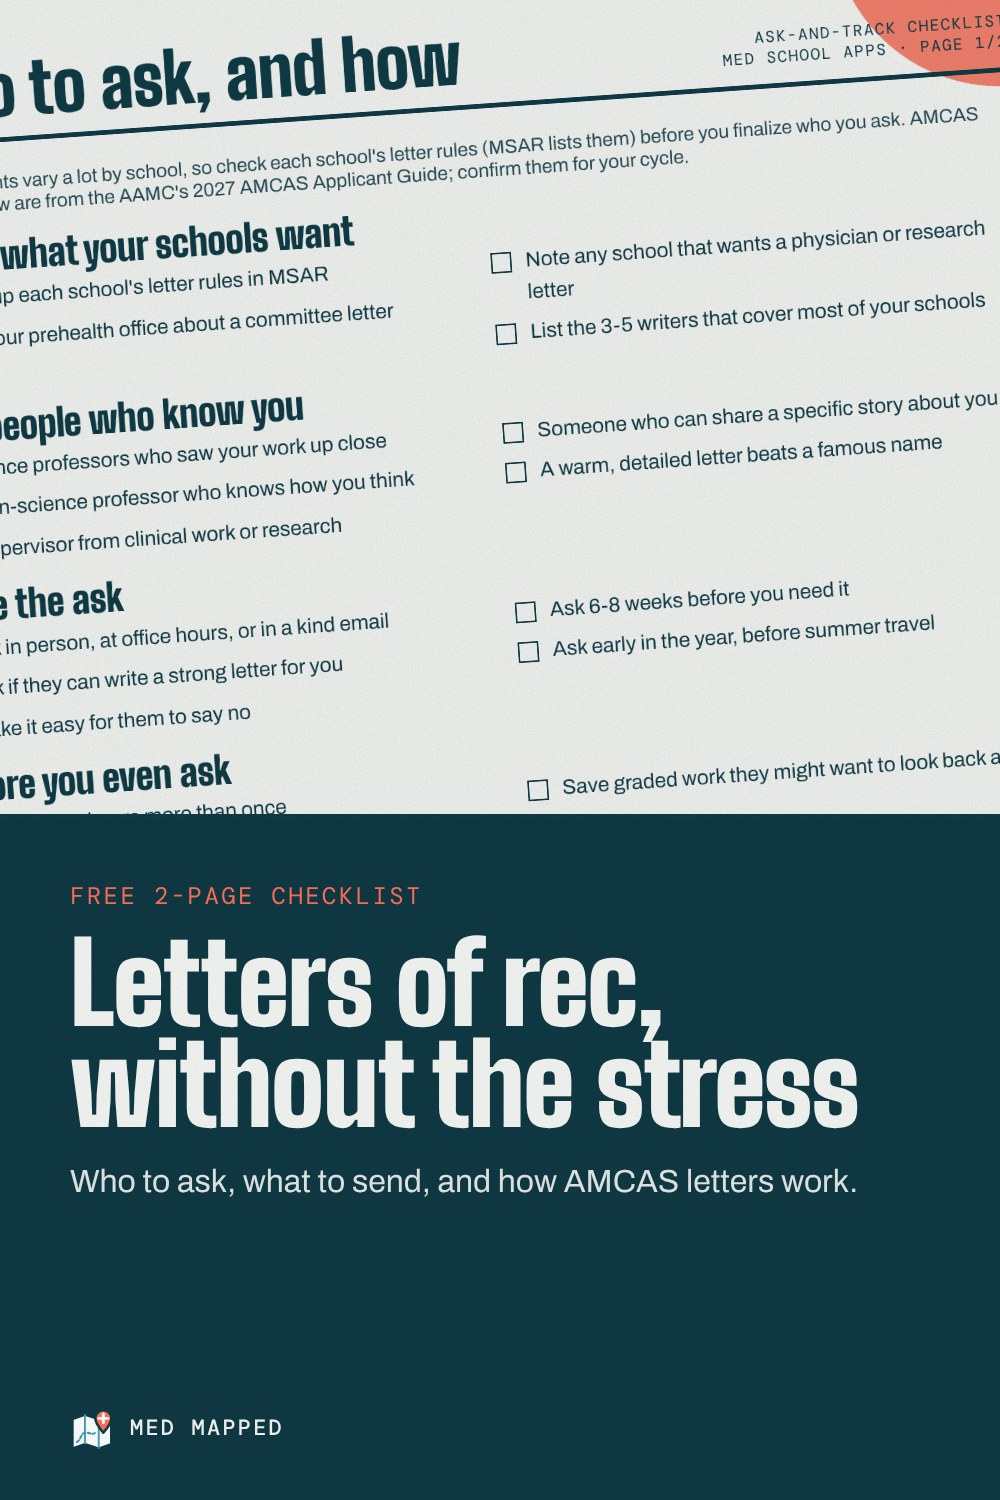 to ask, and how
ASK-AND-TRACK CHECKLIST
MED SCHOOL APPS · PAGE 1/2
vary a lot by school, so check each school's letter rules (MSAR lists them) before you finalize who you ask. AMCAS
are from the AAMC's 2027 AMCAS Applicant Guide; confirm them for your cycle.
what your schools want
up each school's letter rules in MSAR
your prehealth office about a committee letter
Note any school that wants a physician or research
letter
List the 3-5 writers that cover most of your schools
people who know you
professors who saw your work up close
professor who knows how you think
supervisor from clinical work or research
Someone who can share a specific story about you
A warm, detailed letter beats a famous name
the ask
in person, at office hours, or in a kind email
if they can write a strong letter for you
it easy for them to say no
Ask 6-8 weeks before you need it
Ask early in the year, before summer travel
you even ask
more than once
Save graded work they might want to look back
FREE 2-PAGE CHECKLIST
Letters of rec,
without the stress
Who to ask, what to send, and how AMCAS letters work.
MED MAPPED